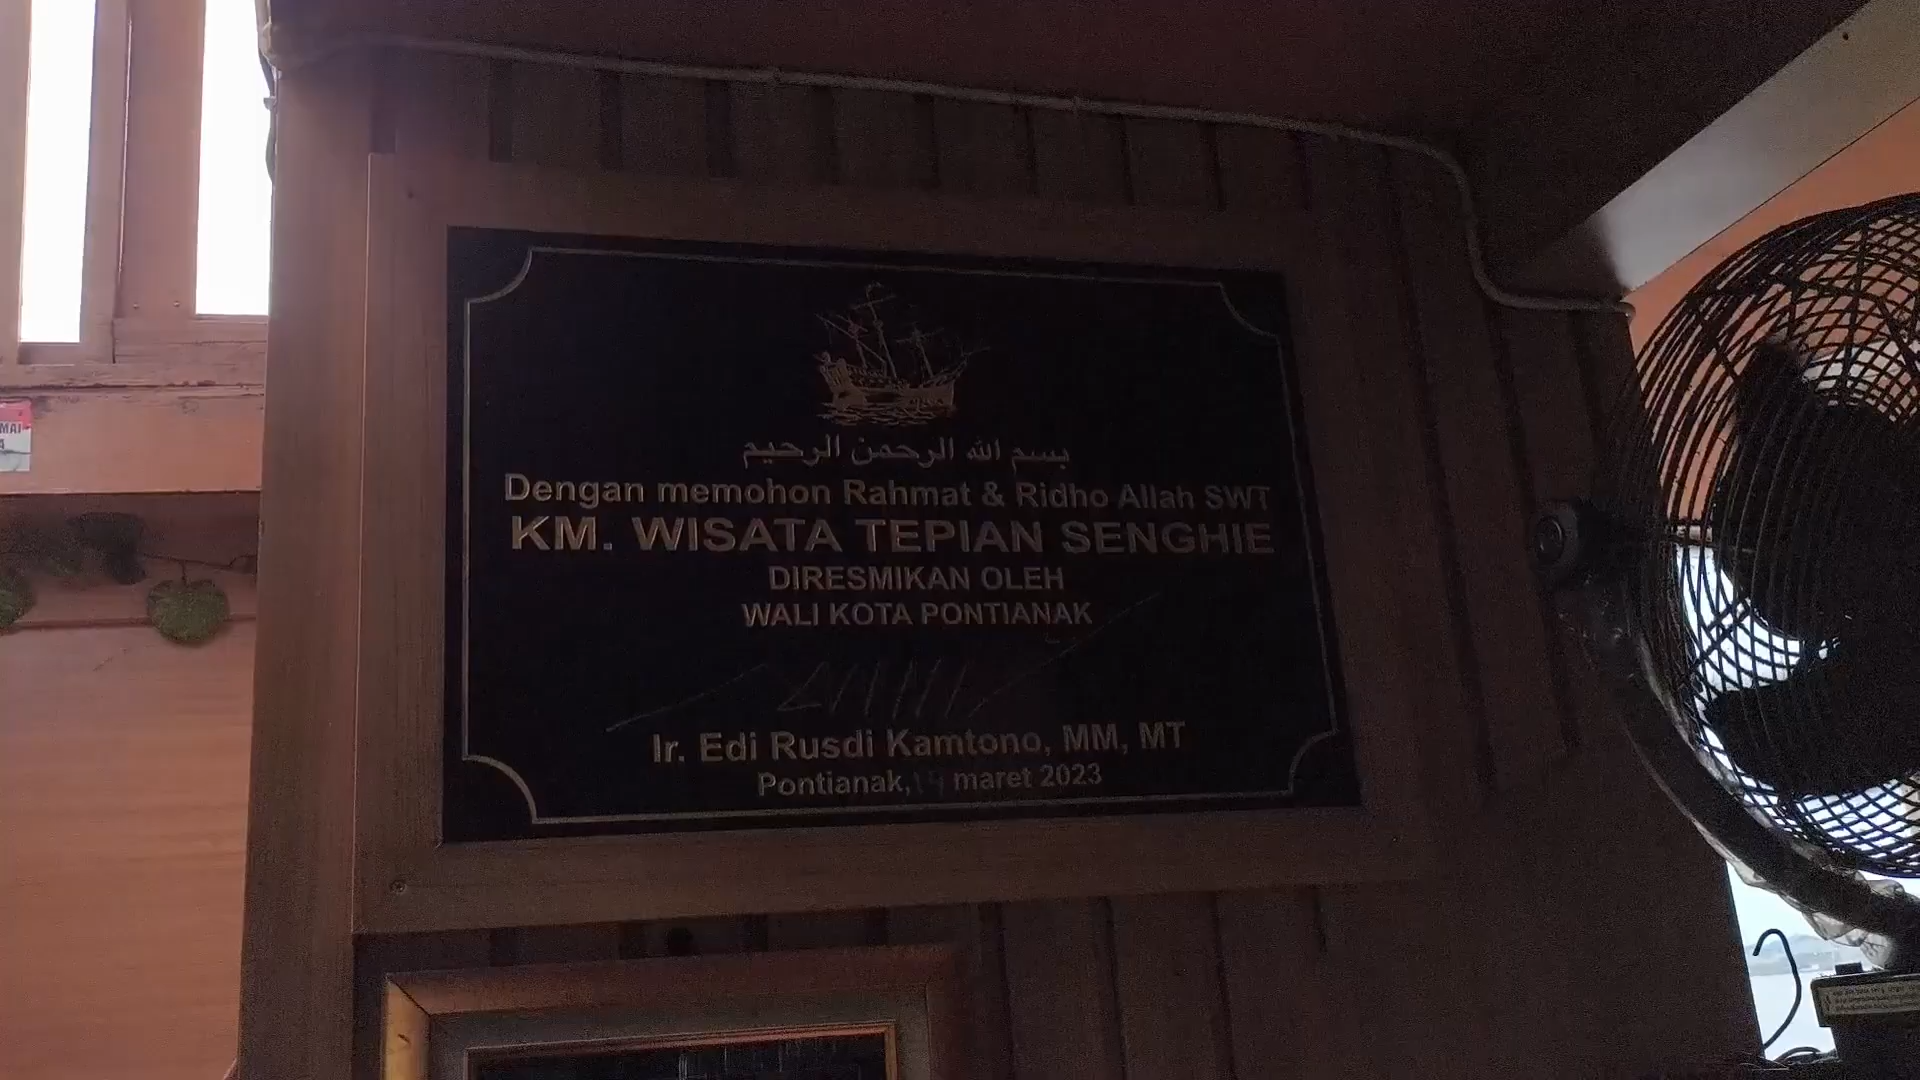 بسم الله الرحمن الرحيم
Dengan memohon Rahmat & Ridho Allah SWT
KM. WISATA TEPIAN SENGHIE
DIRESMIKAN OLEH
WALI KOTA PONTIANAK
Ir. Edi Rusdi Kamtono, MM, MT
Pontianak, maret 2023
MAI